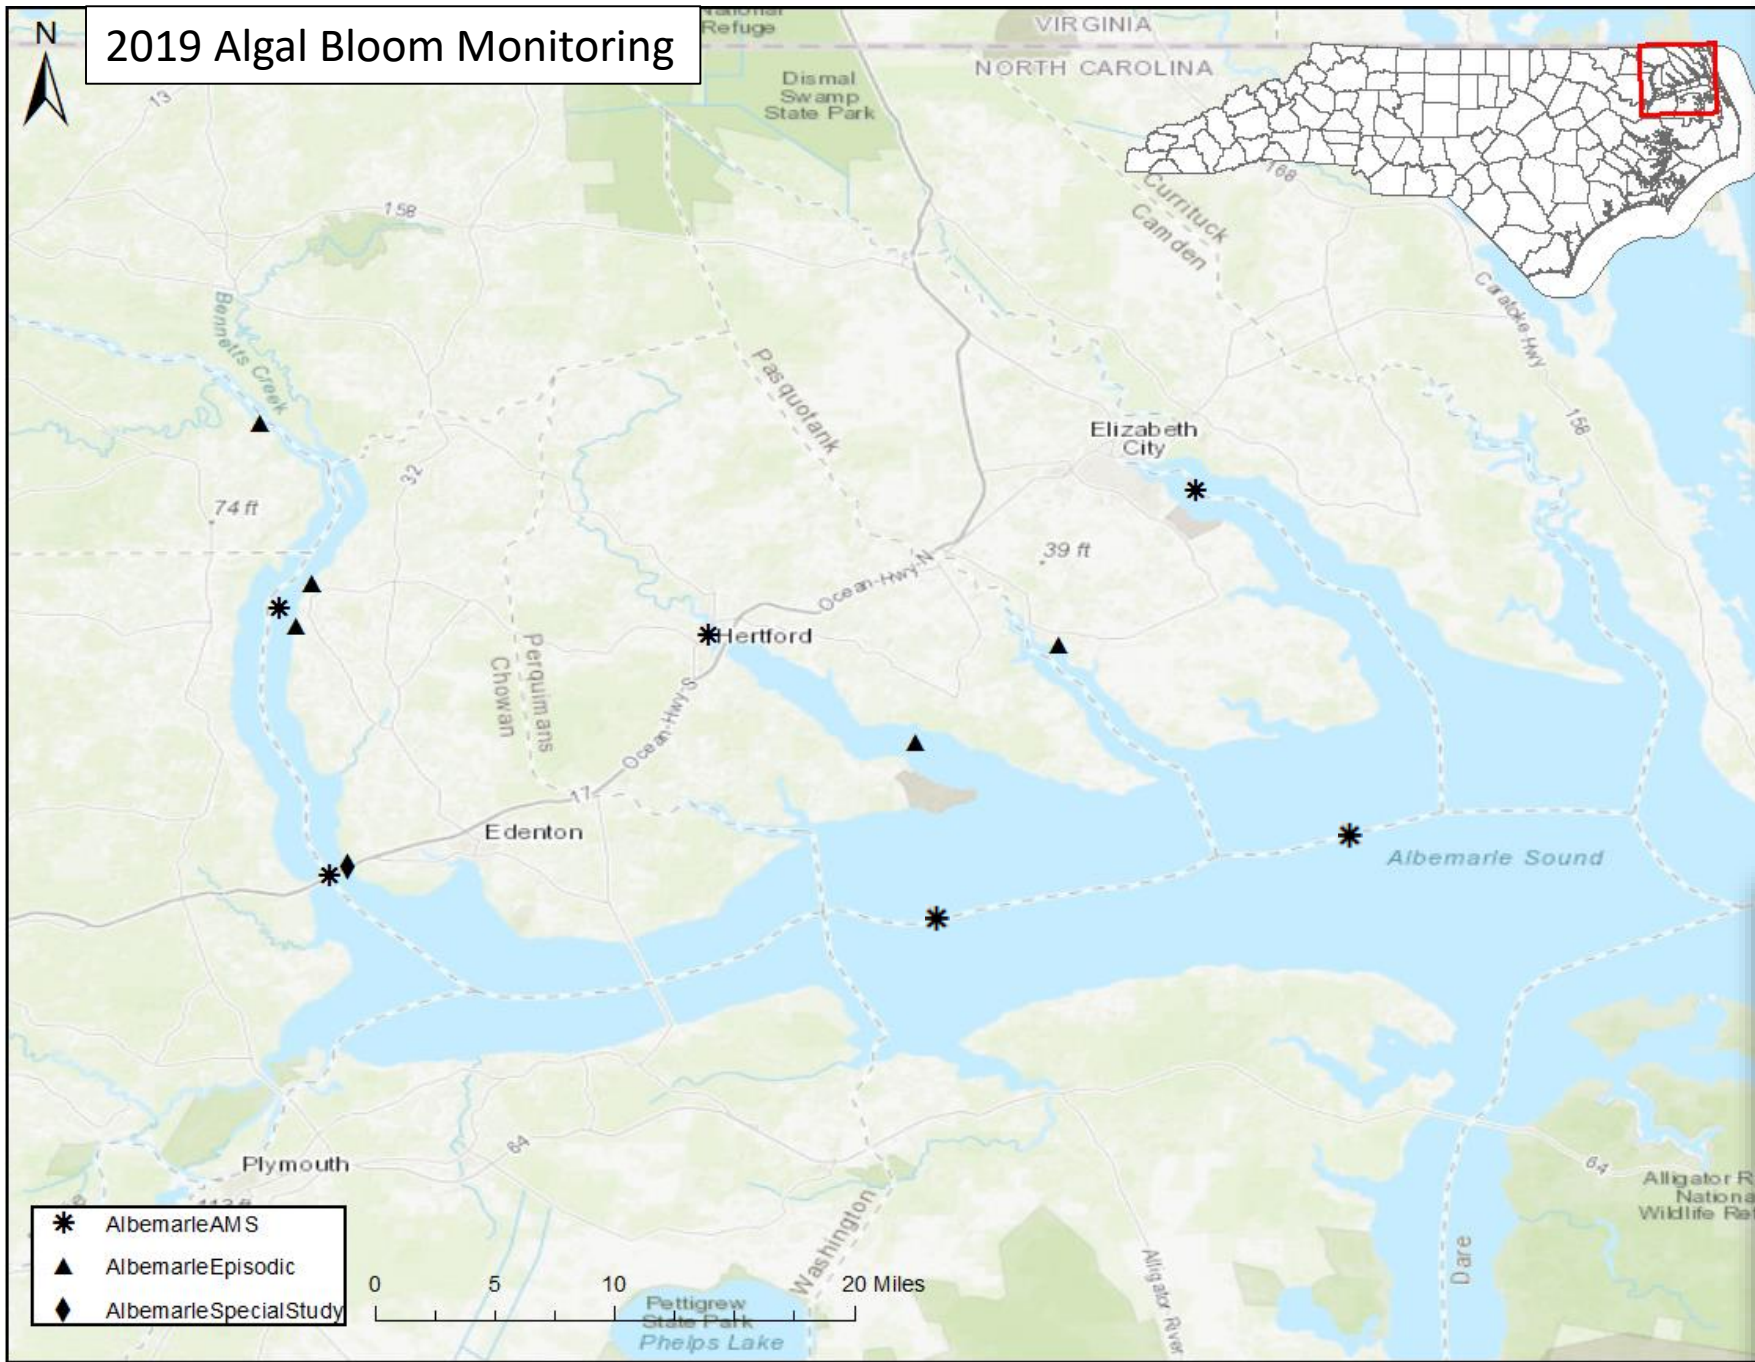 2019 Algal Bloom Monitoring
N
National
Refuge
VIRGINIA
NORTH CAROLINA
Dismal
Swamp
State Park
13
158
168
Currituck
Camden
Caratoke Hwy
158
Bennetts Creek
32
74 ft
Pasquotank
Elizabeth
City
39 ft
Ocean-Hwy-N
Hertford
Perquimans
Chowan
Ocean-Hwy-S
17
Edenton
Albemarle Sound
Plymouth
64
64
Alligator R
Nationa
Wildlife Ref
Washington
Alligator River
Dare
AlbemarleAMS
AlbemarleEpisodic
AlbemarleSpecialStudy
0 5 10 20 Miles
Pettigrew
State Park
Phelps Lake